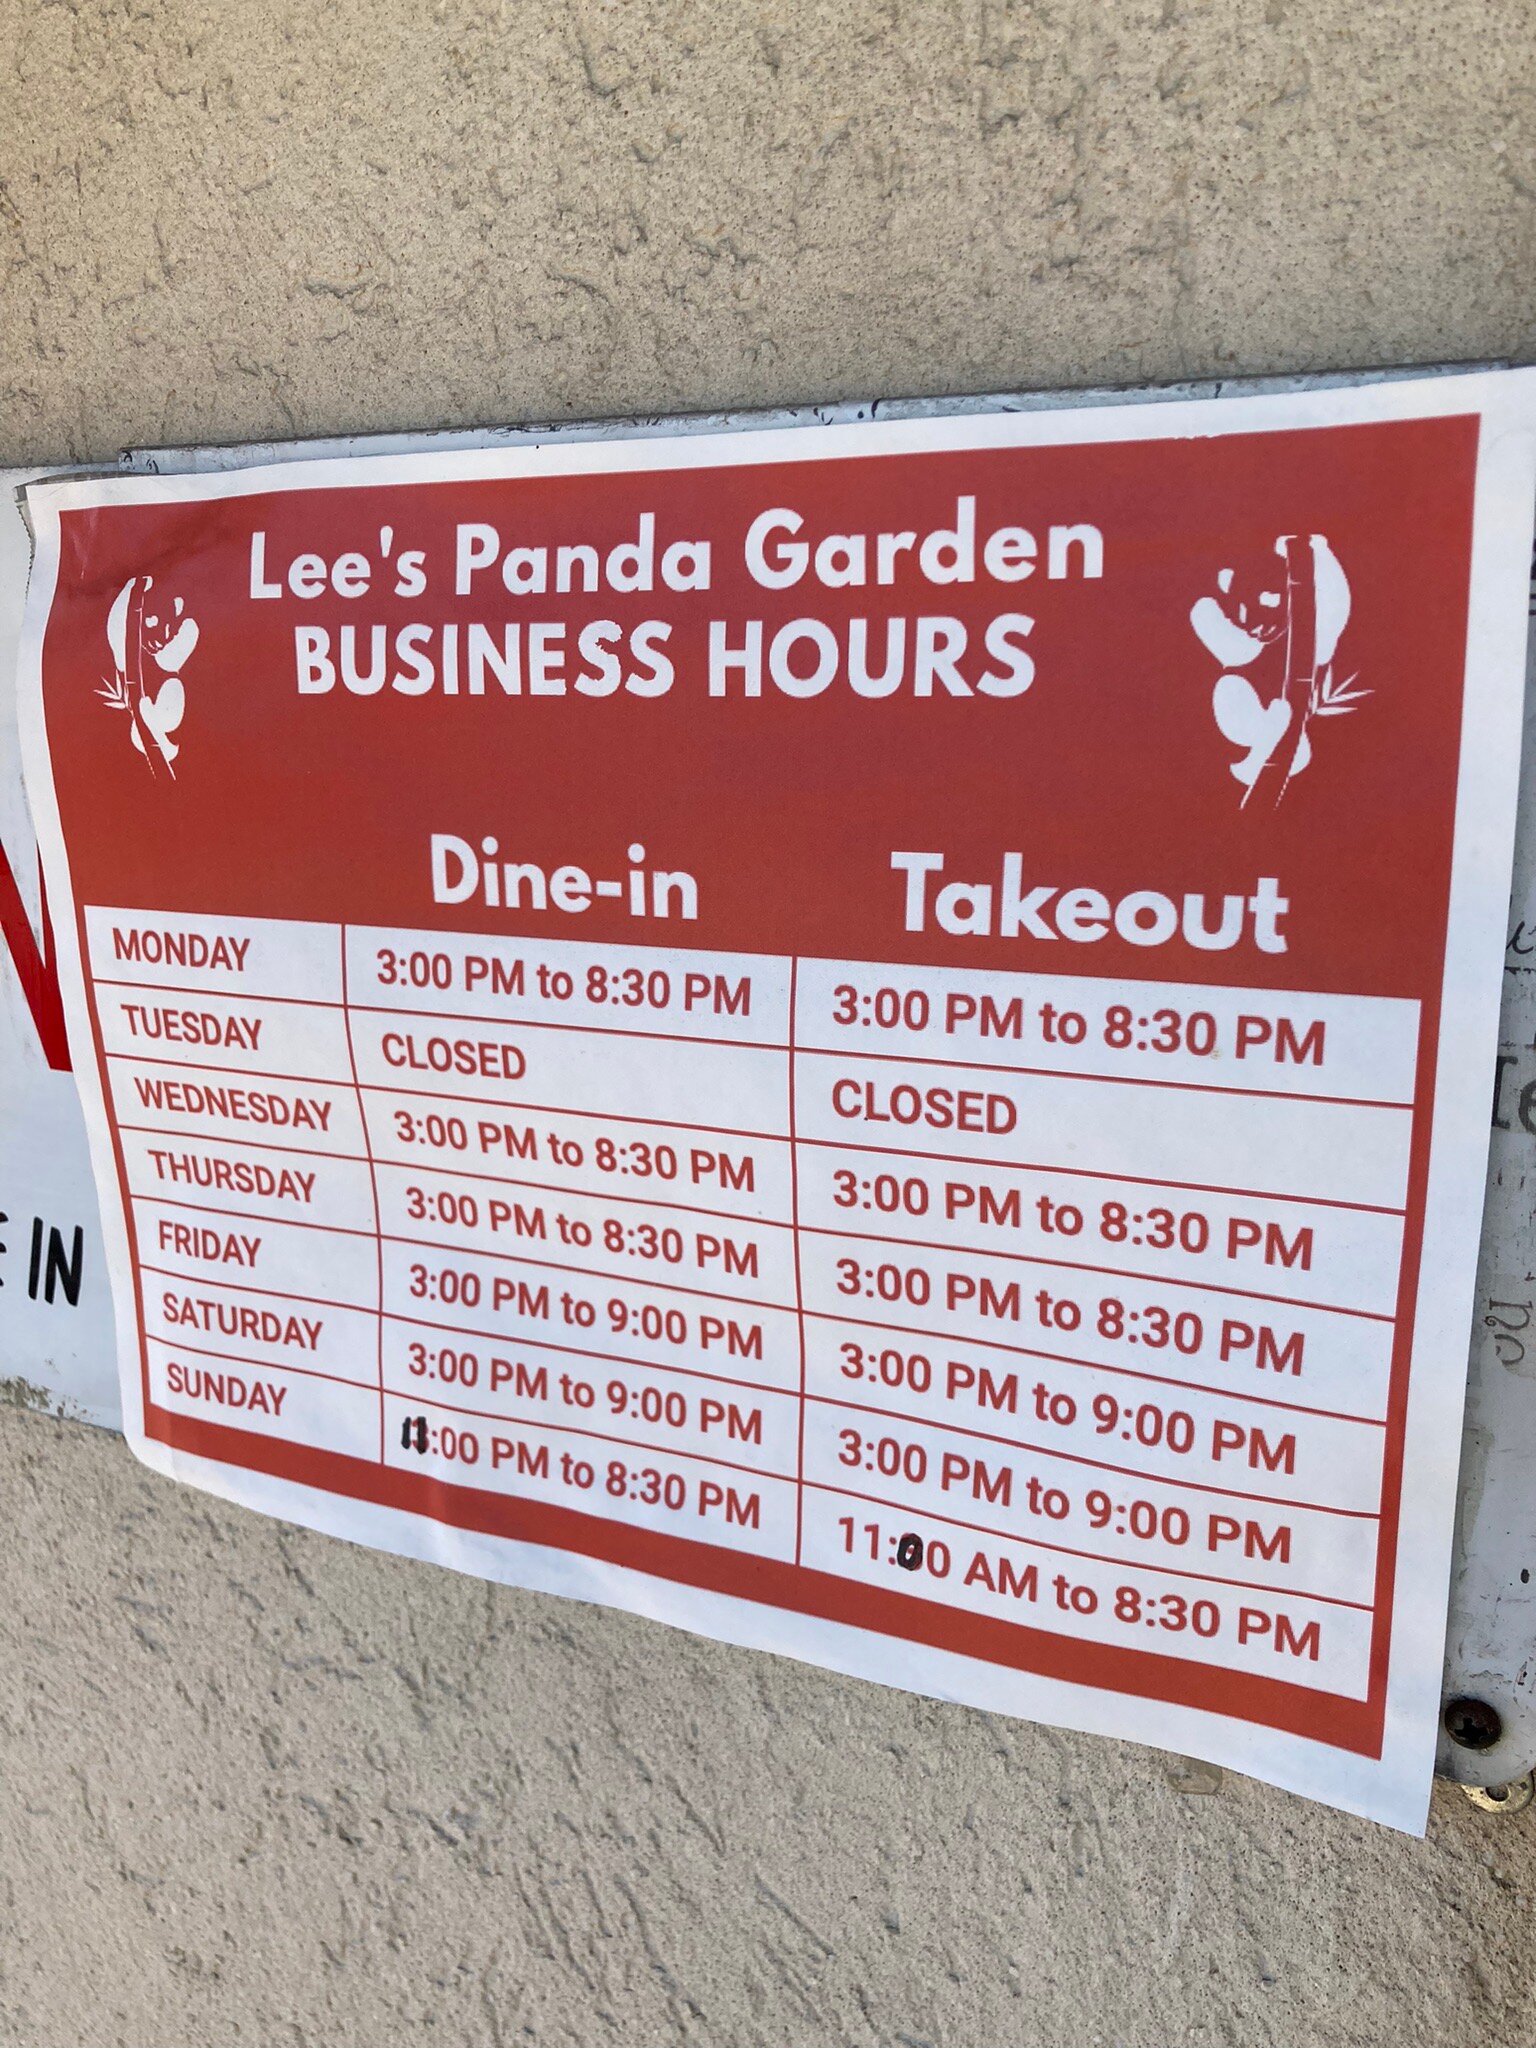 Lee's Panda Garden
BUSINESS HOURS
Dine-in Takeout
MONDAY 3:00 PM to 8:30 PM 3:00 PM to 8:30 PM
TUESDAY CLOSED CLOSED
WEDNESDAY 3:00 PM to 8:30 PM 3:00 PM to 8:30 PM
THURSDAY 3:00 PM to 8:30 PM 3:00 PM to 8:30 PM
FRIDAY 3:00 PM to 9:00 PM 3:00 PM to 9:00 PM
SATURDAY 3:00 PM to 9:00 PM 3:00 PM to 9:00 PM
SUNDAY 11:00 PM to 8:30 PM 11:00 AM to 8:30 PM
IN